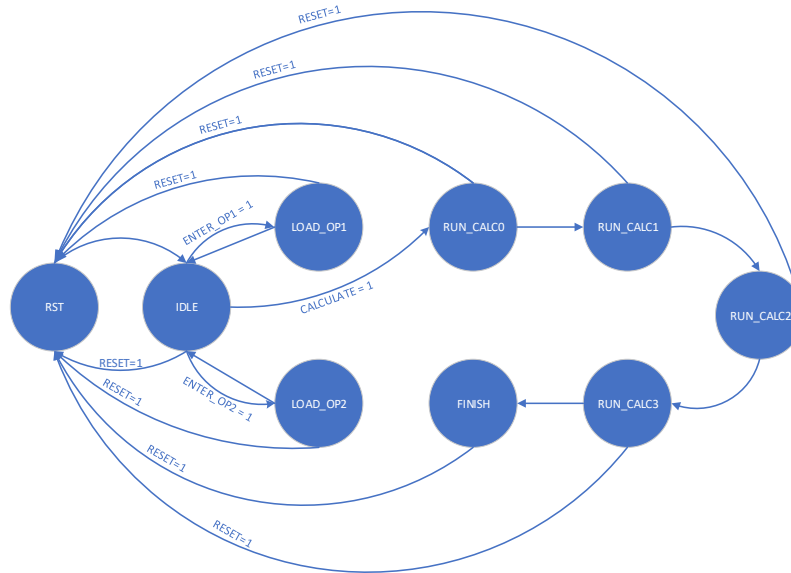 RESET=1
RESET=1
RESET=1
RESET=1
ENTER_OP1 = 1
LOAD_OP1
RUN_CALC0
RUN_CALC1
CALCULATE = 1
RST
IDLE
RUN_CALC2
RESET=1
ENTER_OP2 = 1
RESET=1
LOAD_OP2
FINISH
RUN_CALC3
RESET=1
RESET=1